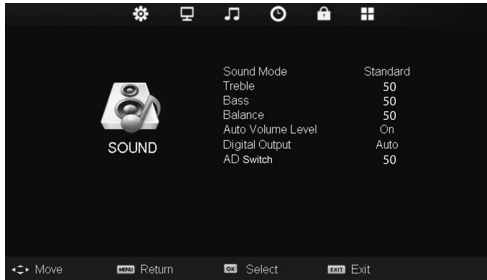 Sound Mode Standard
Treble 50
Bass 50
Balance 50
Auto Volume Level On
Digital Output Auto
AD Switch 50
SOUND
Move MENU Return OK Select EXIT Exit